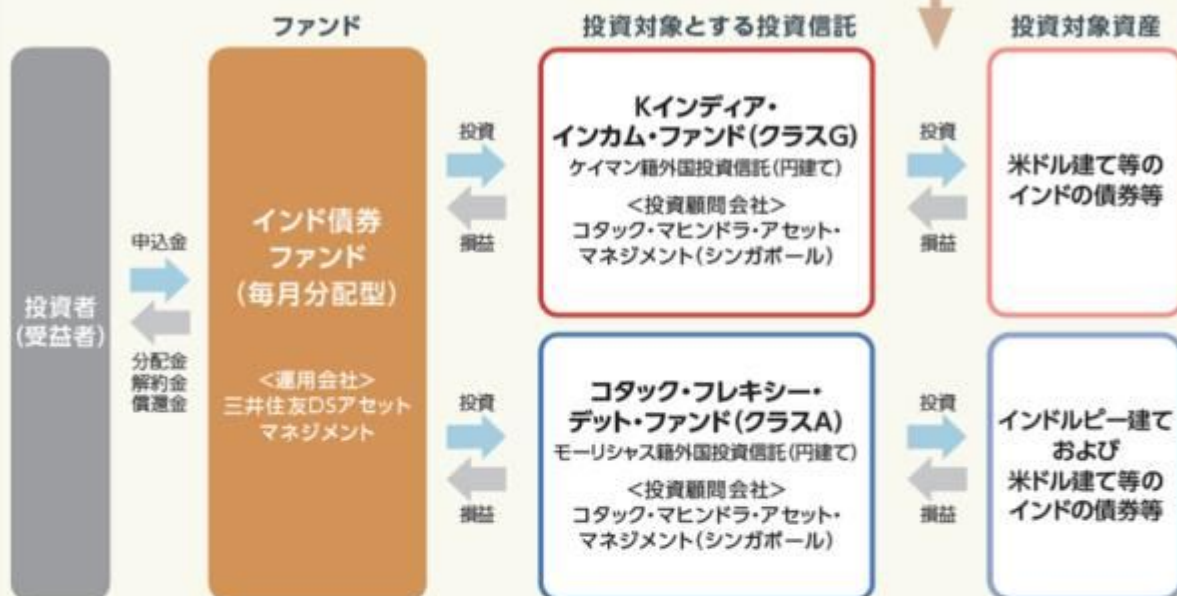 ファンド
投資対象とする投資信託
投資対象資産
投資者
(受益者)
申込金
分配金
解約金
償還金
インド債券
ファンド
(毎月分配型)
<運用会社>
三井住友DSアセット
マネジメント
投資
損益
Kインディア・
インカム・ファンド(クラスG)
ケイマン籍外国投資信託(円建て)
<投資顧問会社>
コタック・マヒンドラ・アセット・
マネジメント(シンガポール)
投資
損益
米ドル建て等の
インドの債券等
投資
損益
コタック・フレキシー・
デット・ファンド(クラスA)
モーリシャス籍外国投資信託(円建て)
<投資顧問会社>
コタック・マヒンドラ・アセット・
マネジメント(シンガポール)
投資
損益
インドルピー建て
および
米ドル建て等の
インドの債券等